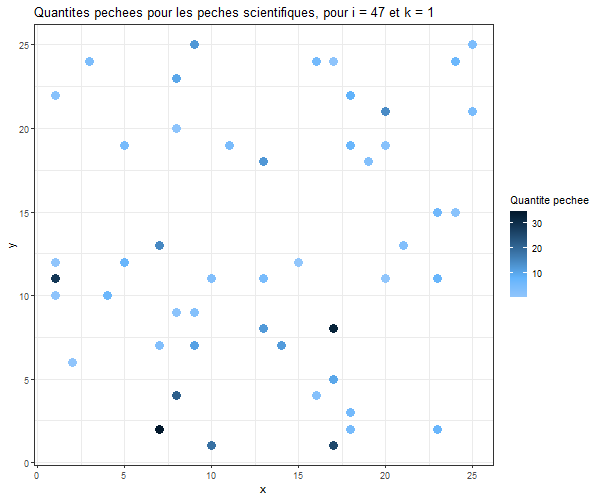 Quantites pechees pour les peches scientifiques, pour i = 47 et k = 1
25
20
15
10
5
0
y
0 5 10 15 20 25
x
Quantite pechee
30
20
10